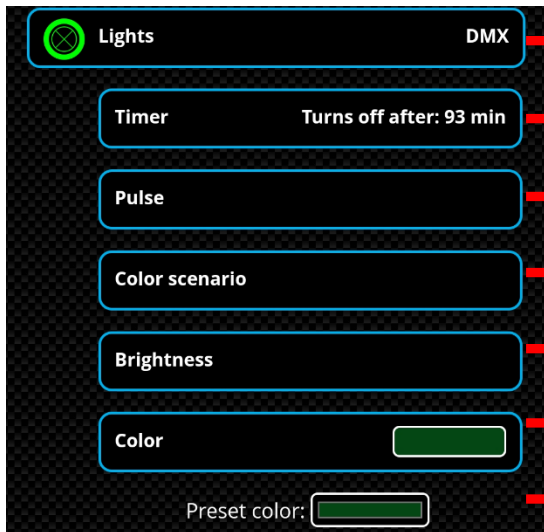 Lights DMX
Timer Turns off after: 93 min
Pulse
Color scenario
Brightness
Color
Preset color: